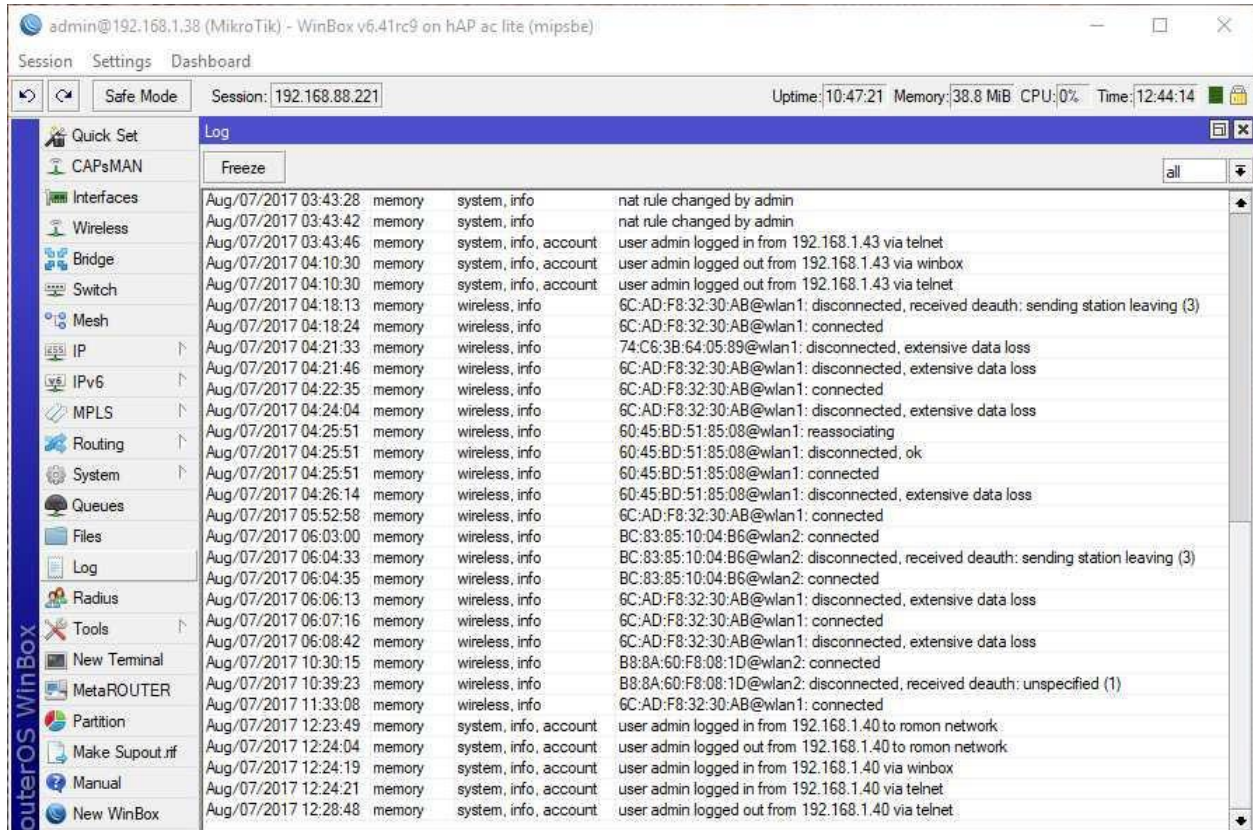 admin@192.168.1.38 (MikroTik) - WinBox v6.41rc9 on hAP ac lite (mipsbe)
Session Settings Dashboard
Safe Mode Session: 192.168.88.221 Uptime: 10:47:21 Memory: 38.8 MiB CPU: 0% Time: 12:44:14
Quick Set
CAPsMAN
Interfaces
Wireless
Bridge
Switch
Mesh
IP
IPv6
MPLS
Routing
System
Queues
Files
Log
Radius
Tools
New Terminal
MetaROUTER
Partition
Make Supout.rif
Manual
New WinBox
outerOS WinBox
Log
Freeze all
Aug/07/2017 03:43:28 memory system, info nat rule changed by admin
Aug/07/2017 03:43:42 memory system, info nat rule changed by admin
Aug/07/2017 03:43:46 memory system, info, account user admin logged in from 192.168.1.43 via telnet
Aug/07/2017 04:10:30 memory system, info, account user admin logged out from 192.168.1.43 via winbox
Aug/07/2017 04:10:30 memory system, info, account user admin logged out from 192.168.1.43 via telnet
Aug/07/2017 04:18:13 memory wireless, info 6C:AD:F8:32:30:AB@wlan1: disconnected, received deauth: sending station leaving (3)
Aug/07/2017 04:18:24 memory wireless, info 6C:AD:F8:32:30:AB@wlan1: connected
Aug/07/2017 04:21:33 memory wireless, info 74:C6:3B:64:05:89@wlan1: disconnected, extensive data loss
Aug/07/2017 04:21:46 memory wireless, info 6C:AD:F8:32:30:AB@wlan1: disconnected, extensive data loss
Aug/07/2017 04:22:35 memory wireless, info 6C:AD:F8:32:30:AB@wlan1: connected
Aug/07/2017 04:24:04 memory wireless, info 6C:AD:F8:32:30:AB@wlan1: disconnected, extensive data loss
Aug/07/2017 04:25:51 memory wireless, info 60:45:BD:51:85:08@wlan1: reassociating
Aug/07/2017 04:25:51 memory wireless, info 60:45:BD:51:85:08@wlan1: disconnected, ok
Aug/07/2017 04:25:51 memory wireless, info 60:45:BD:51:85:08@wlan1: connected
Aug/07/2017 04:26:14 memory wireless, info 60:45:BD:51:85:08@wlan1: disconnected, extensive data loss
Aug/07/2017 05:52:58 memory wireless, info 6C:AD:F8:32:30:AB@wlan1: connected
Aug/07/2017 06:03:00 memory wireless, info BC:83:85:10:04:B6@wlan2: connected
Aug/07/2017 06:04:33 memory wireless, info BC:83:85:10:04:B6@wlan2: disconnected, received deauth: sending station leaving (3)
Aug/07/2017 06:04:35 memory wireless, info BC:83:85:10:04:B6@wlan2: connected
Aug/07/2017 06:06:13 memory wireless, info 6C:AD:F8:32:30:AB@wlan1: disconnected, extensive data loss
Aug/07/2017 06:07:16 memory wireless, info 6C:AD:F8:32:30:AB@wlan1: connected
Aug/07/2017 06:08:42 memory wireless, info 6C:AD:F8:32:30:AB@wlan1: disconnected, extensive data loss
Aug/07/2017 10:30:15 memory wireless, info B8:8A:60:F8:08:1D@wlan2: connected
Aug/07/2017 10:39:23 memory wireless, info B8:8A:60:F8:08:1D@wlan2: disconnected, received deauth: unspecified (1)
Aug/07/2017 11:33:08 memory wireless, info 6C:AD:F8:32:30:AB@wlan1: connected
Aug/07/2017 12:23:49 memory system, info, account user admin logged in from 192.168.1.40 to romon network
Aug/07/2017 12:24:04 memory system, info, account user admin logged out from 192.168.1.40 to romon network
Aug/07/2017 12:24:19 memory system, info, account user admin logged in from 192.168.1.40 via winbox
Aug/07/2017 12:24:21 memory system, info, account user admin logged in from 192.168.1.40 via telnet
Aug/07/2017 12:28:48 memory system, info, account user admin logged out from 192.168.1.40 via telnet